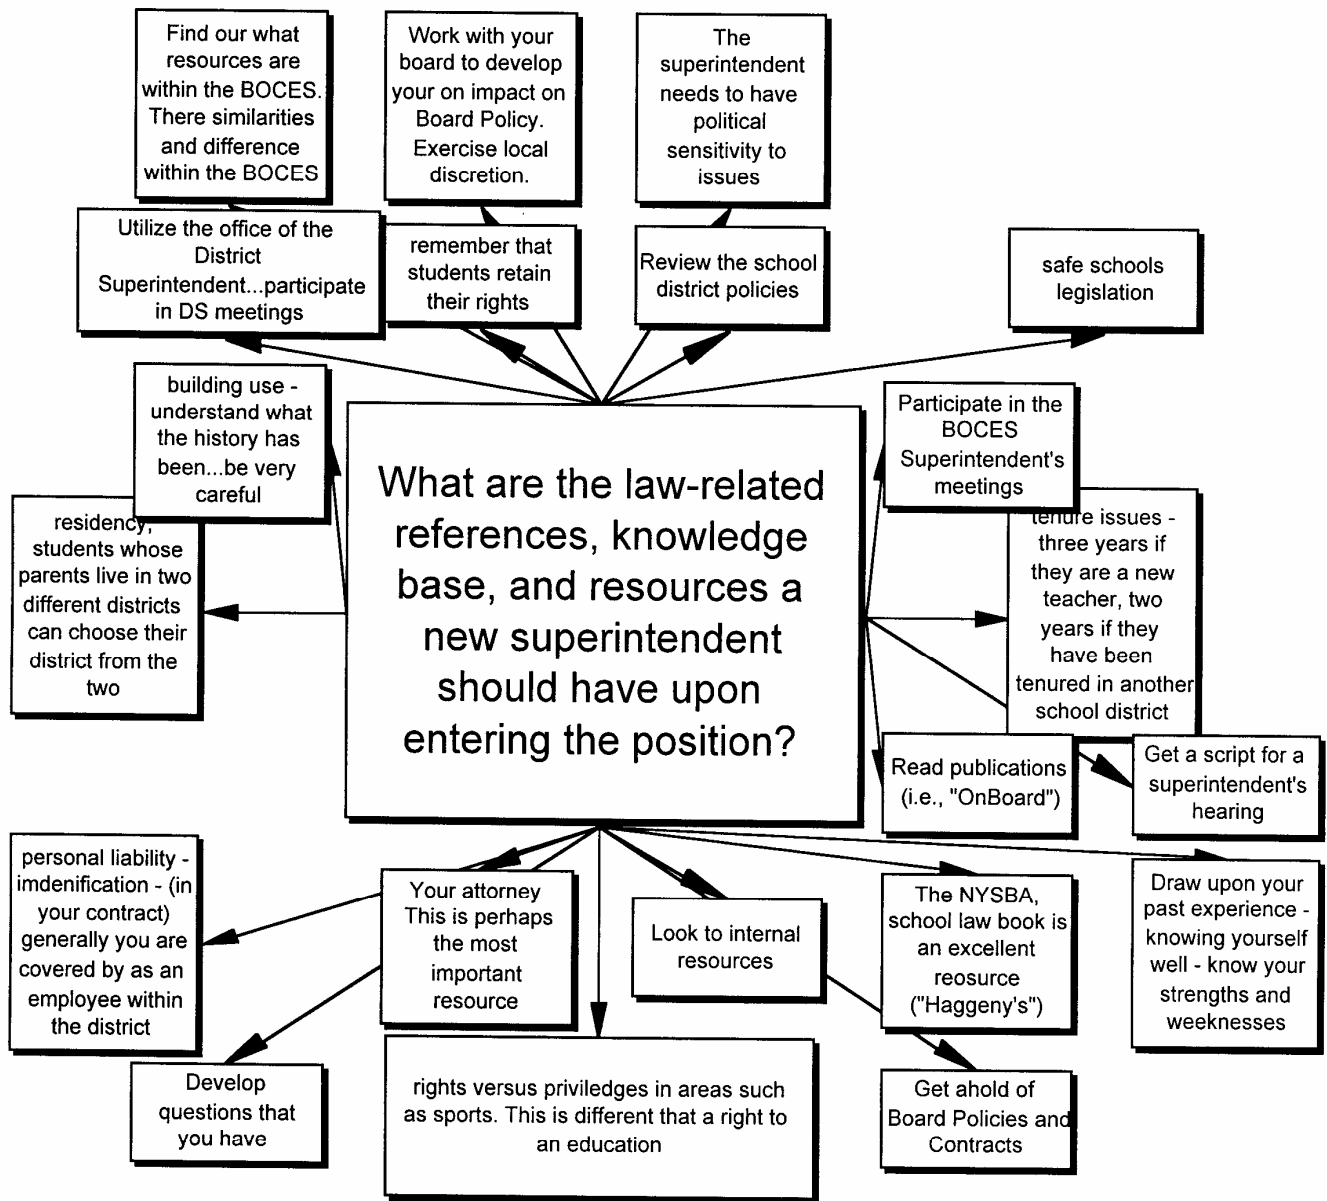 Find our what
resources are
within the BOCES.
There similarities
and difference
within the BOCES
Work with your
board to develop
your on impact on
Board Policy.
Exercise local
discretion.
The
superintendent
needs to have
political
sensitivity to
issues
Utilize the office of the
District
Superintendent...participate
in DS meetings
remember that
students retain
their rights
Review the school
district policies
safe schools
legislation
building use -
understand what
the history has
been...be very
careful
Participate in the
BOCES
Superintendent's
meetings
What are the law-related
references, knowledge
base, and resources a
new superintendent
should have upon
entering the position?
residency,
students whose
parents live in two
different districts
can choose their
district from the
two
tenure issues -
three years if
they are a new
teacher, two
years if they
have been
tenured in another
school district
Read publications
(i.e., "OnBoard")
Get a script for a
superintendent's
hearing
personal liability -
imdenification - (in
your contract)
generally you are
covered by as an
employee within
the district
Your attorney
This is perhaps
the most
important
resource
Look to internal
resources
The NYSBA,
school law book is
an excellent
reosurce
("Haggeny's")
Draw upon your
past experience -
knowing yourself
well - know your
strengths and
weeknesses
Develop
questions that
you have
rights versus priviledges in areas such
as sports. This is different that a right to
an education
Get ahold of
Board Policies and
Contracts